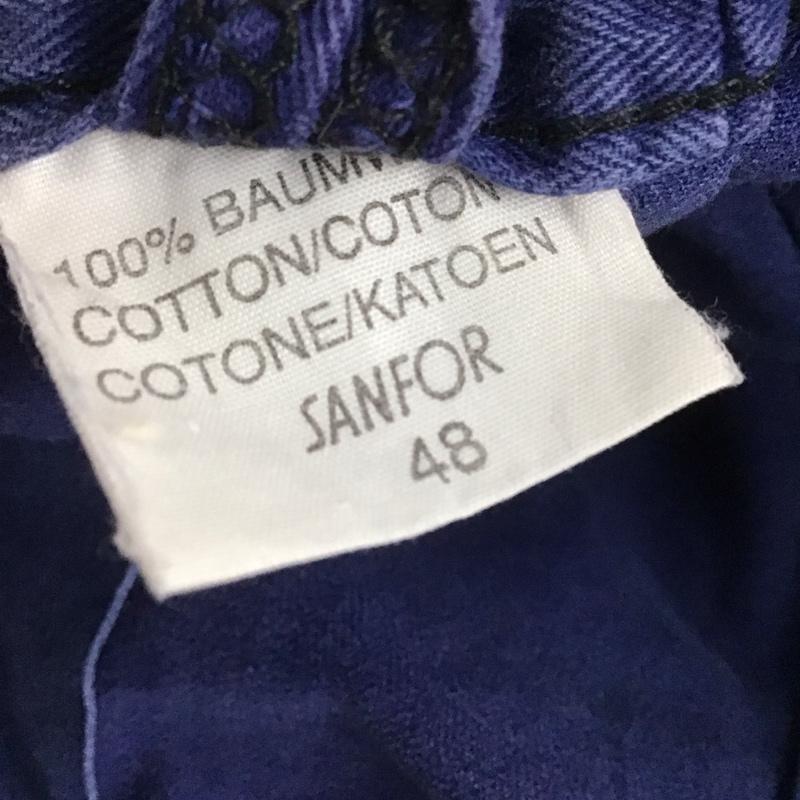 100% BAUMW
COTTON/COTON
COTONE/KATOEN
SANFOR
48